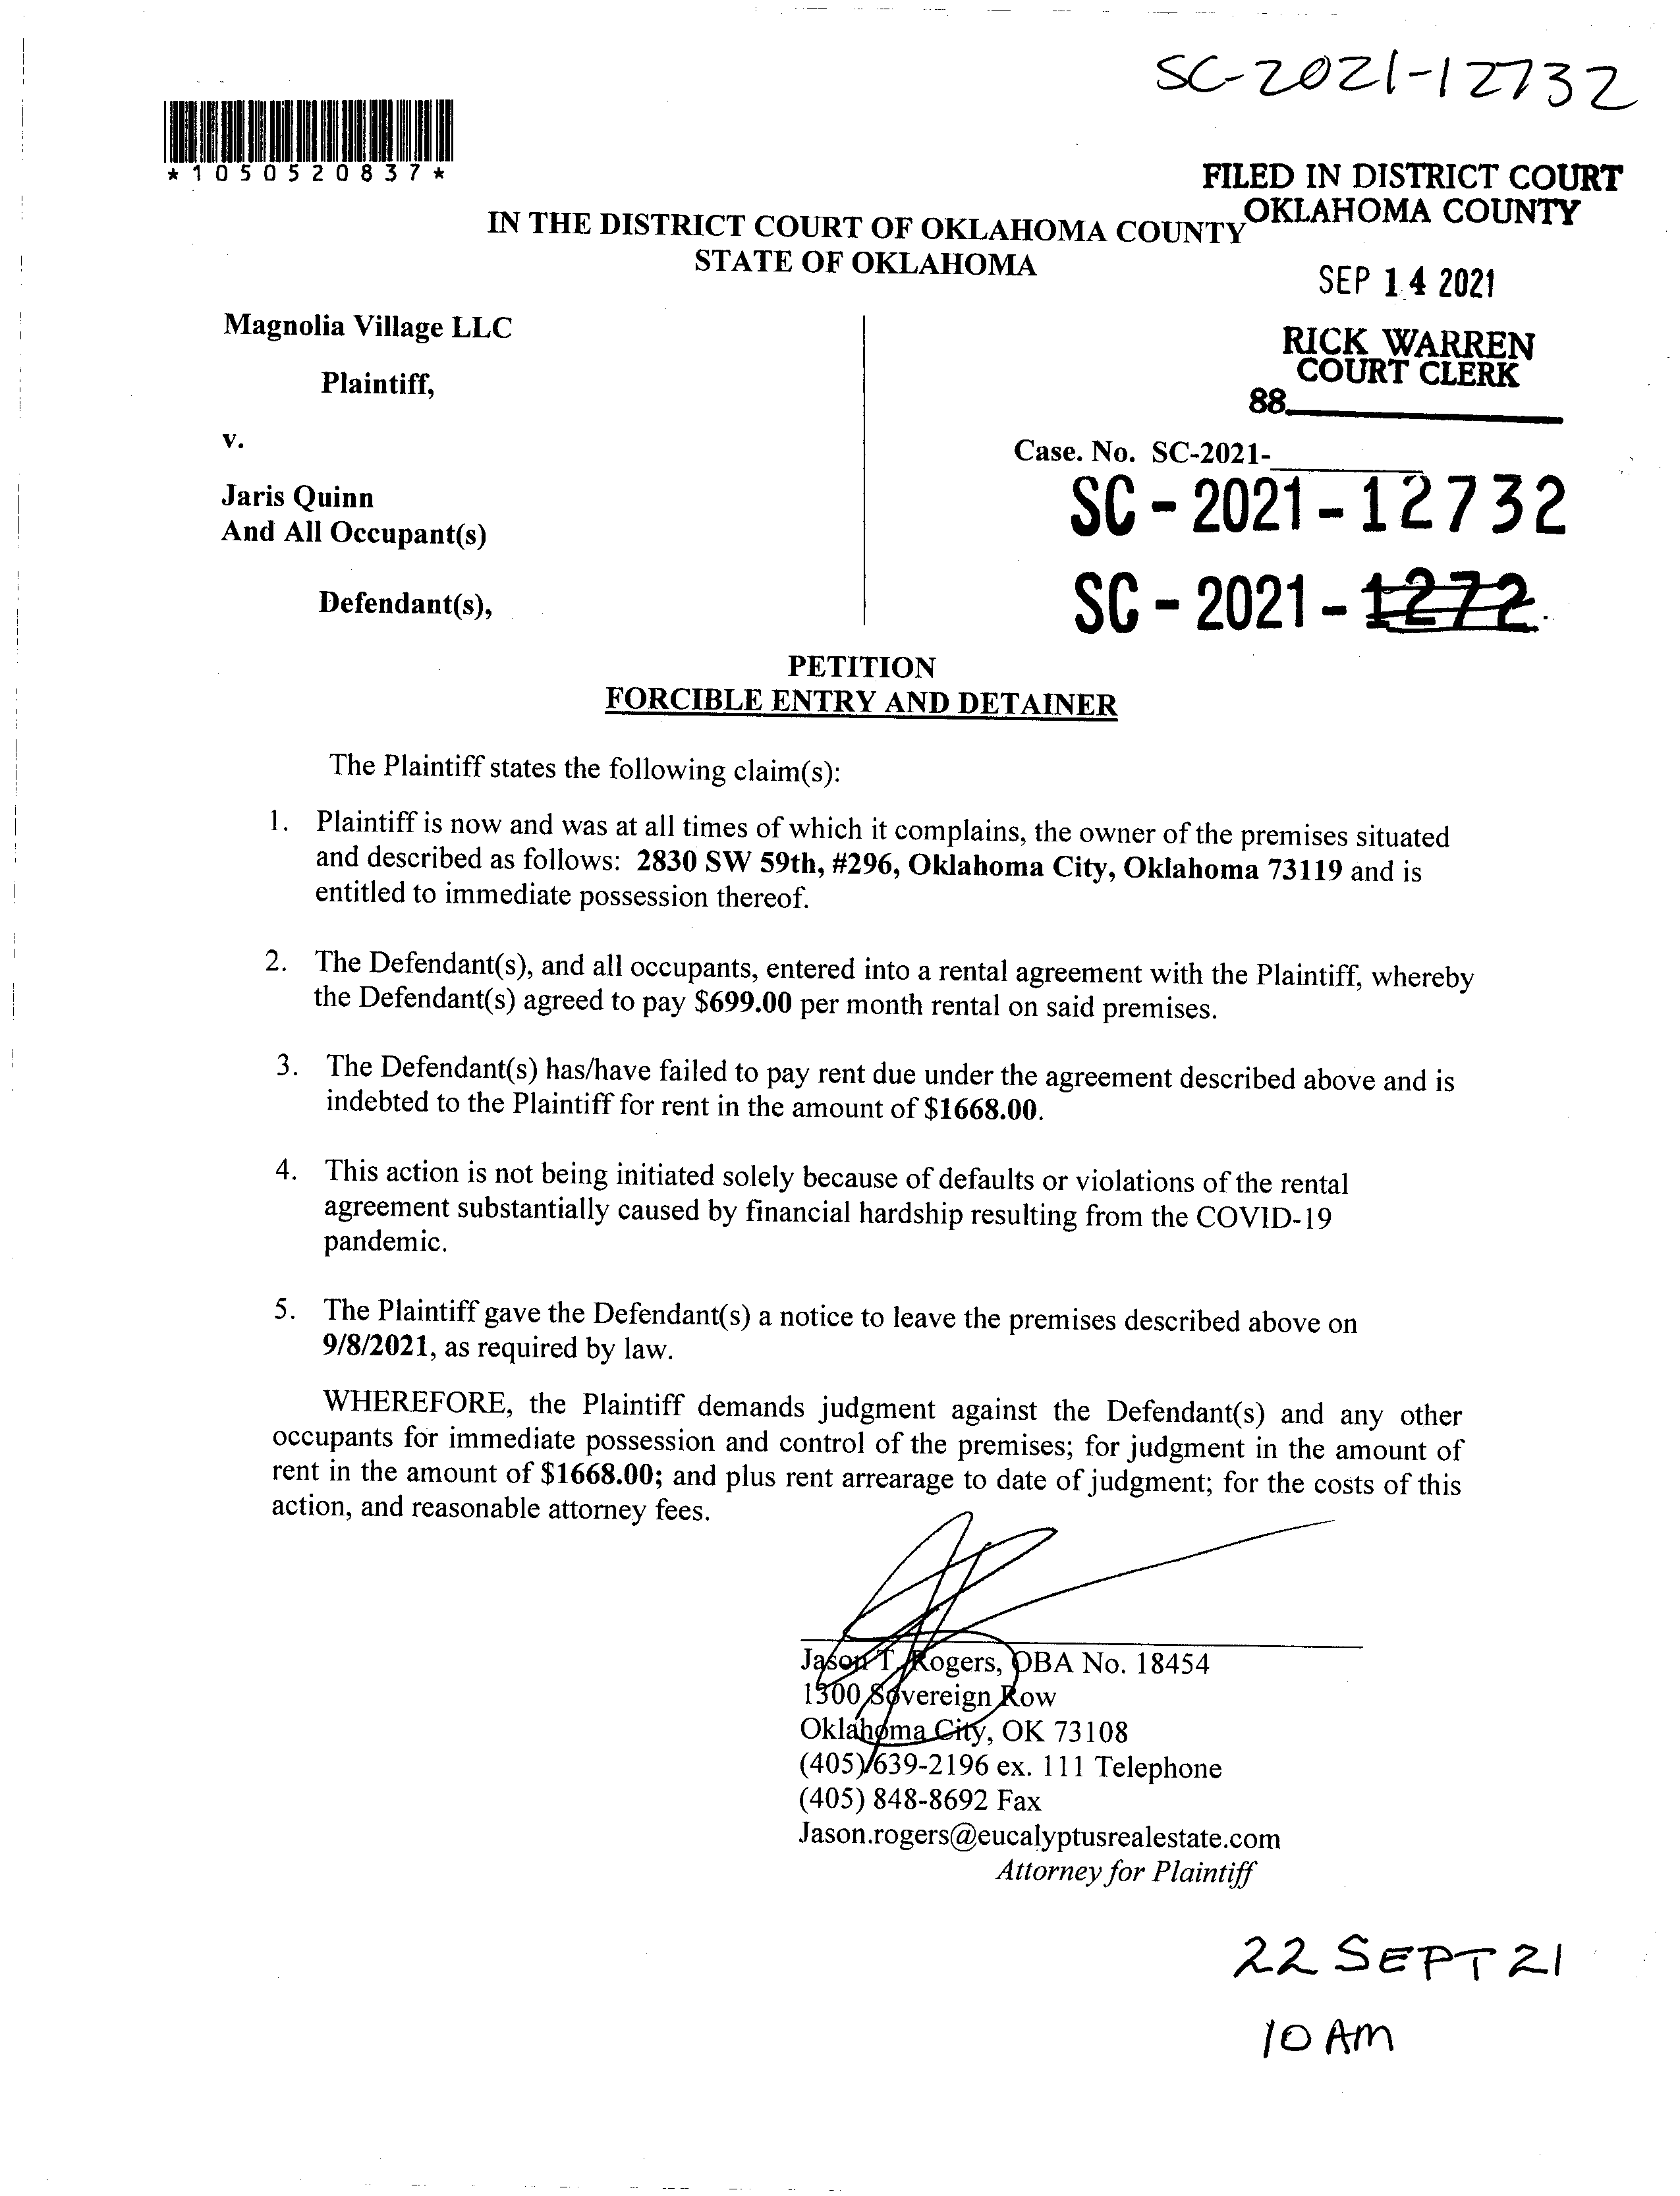 SC-2021-12732
*1050520837*
FILED IN DISTRICT COURT
OKLAHOMA COUNTY
IN THE DISTRICT COURT OF OKLAHOMA COUNTY
STATE OF OKLAHOMA
SEP 14 2021
RICK WARREN
COURT CLERK
88
Magnolia Village LLC
Plaintiff,
v.
Case. No. SC-2021-
SC - 2021 - 12732
Jaris Quinn
And All Occupant(s)
SC - 2021 - 1272
Defendant(s),
PETITION
FORCIBLE ENTRY AND DETAINER
The Plaintiff states the following claim(s):
1. Plaintiff is now and was at all times of which it complains, the owner of the premises situated
and described as follows: 2830 SW 59th, #296, Oklahoma City, Oklahoma 73119 and is
entitled to immediate possession thereof.
2. The Defendant(s), and all occupants, entered into a rental agreement with the Plaintiff, whereby
the Defendant(s) agreed to pay $699.00 per month rental on said premises.
3. The Defendant(s) has/have failed to pay rent due under the agreement described above and is
indebted to the Plaintiff for rent in the amount of $1668.00.
4. This action is not being initiated solely because of defaults or violations of the rental
agreement substantially caused by financial hardship resulting from the COVID-19
pandemic.
5. The Plaintiff gave the Defendant(s) a notice to leave the premises described above on
9/8/2021, as required by law.
WHEREFORE, the Plaintiff demands judgment against the Defendant(s) and any other
occupants for immediate possession and control of the premises; for judgment in the amount of
rent in the amount of $1668.00; and plus rent arrearage to date of judgment; for the costs of this
action, and reasonable attorney fees.
Jason T. Rogers, OBA No. 18454
1300 Sovereign Row
Oklahoma City, OK 73108
(405) 639-2196 ex. 111 Telephone
(405) 848-8692 Fax
Jason.rogers@eucalyptusrealestate.com
Attorney for Plaintiff
22 SEPT 21
10 AM